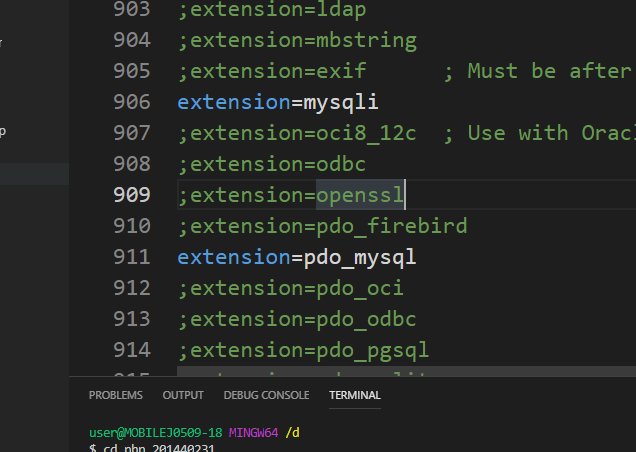 903 ;extension=ldap
904 ;extension=mbstring
905 ;extension=exif ; Must be after
906 extension=mysqli
907 ;extension=oci8_12c ; Use with Oracl
908 ;extension=odbc
909 ;extension=openssl
910 ;extension=pdo_firebird
911 extension=pdo_mysql
912 ;extension=pdo_oci
913 ;extension=pdo_odbc
914 ;extension=pdo_pgsql
PROBLEMS OUTPUT DEBUG CONSOLE TERMINAL
user@MOBILEJ0509-18 MINGW64 /d
$ cd php_201440231